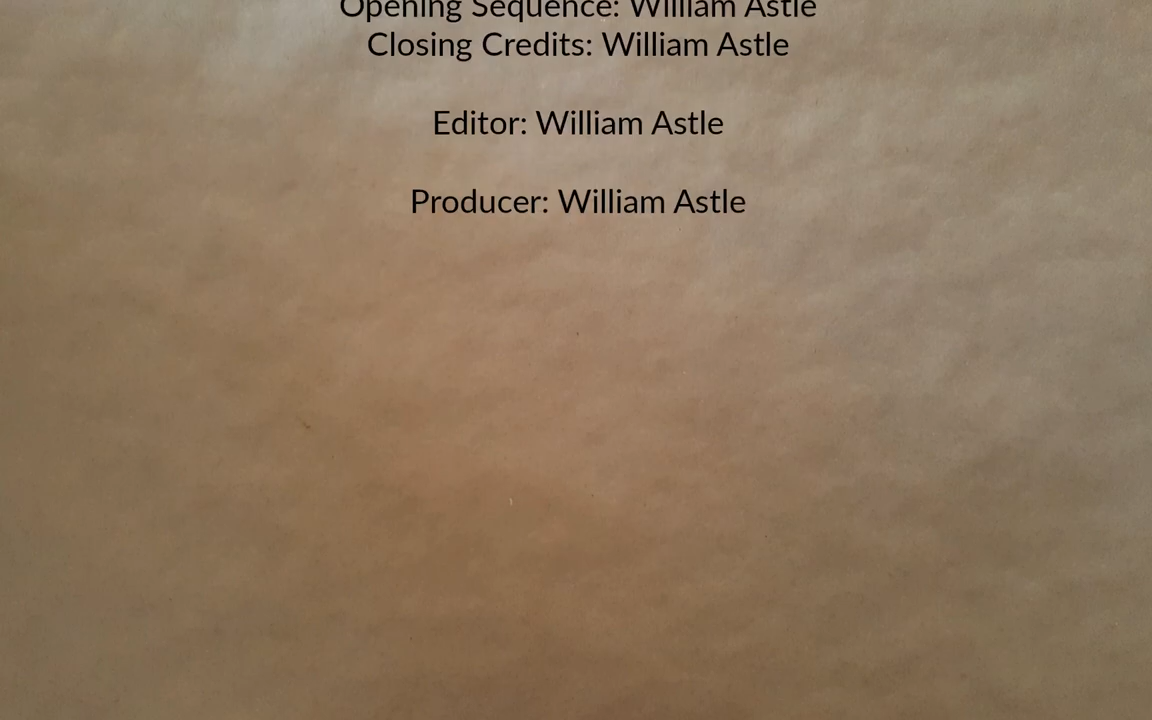 Opening Sequence: William Astle
Closing Credits: William Astle
Editor: William Astle
Producer: William Astle